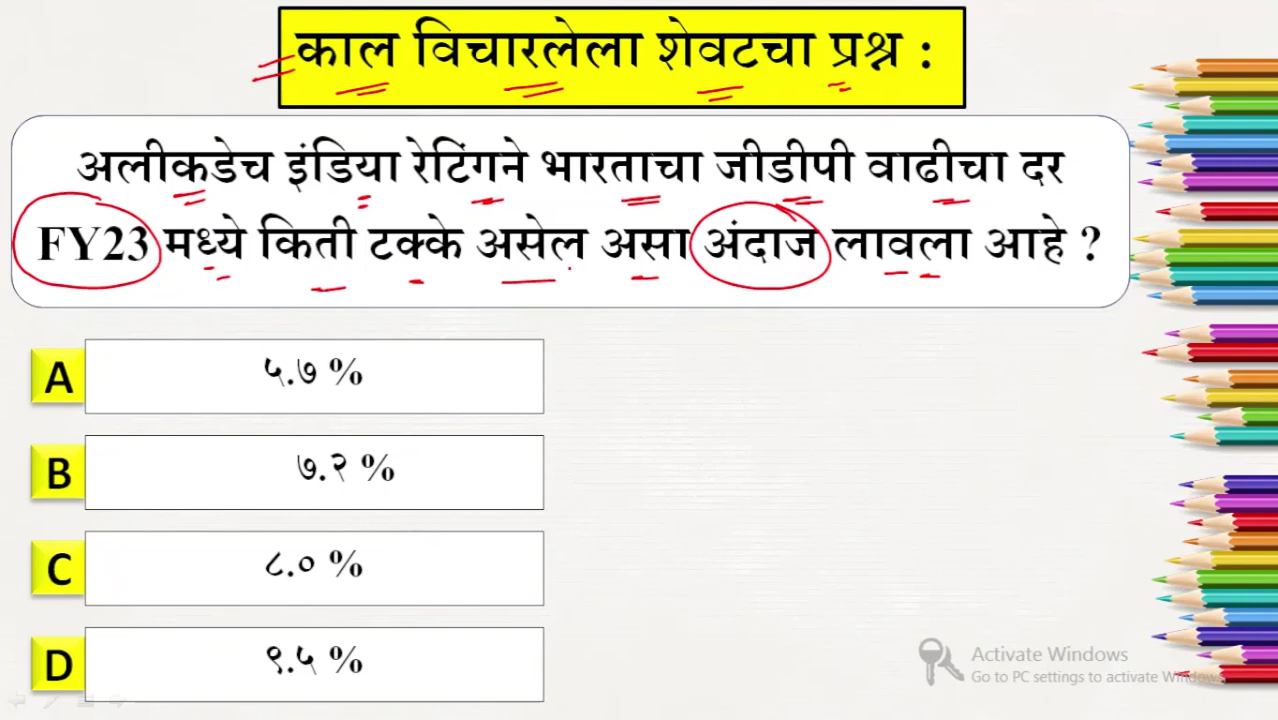 काल विचारलेला शेवटचा प्रश्न :
अलीकडेच इंडिया रेटिंगने भारताचा जीडीपी वाढीचा दर
FY23 मध्ये किती टक्के असेल असा अंदाज लावला आहे ?
A ५.७ %
B ७.२ %
C ८.० %
D ९.५ %
Activate Windows
Go to PC settings to activate Windows.